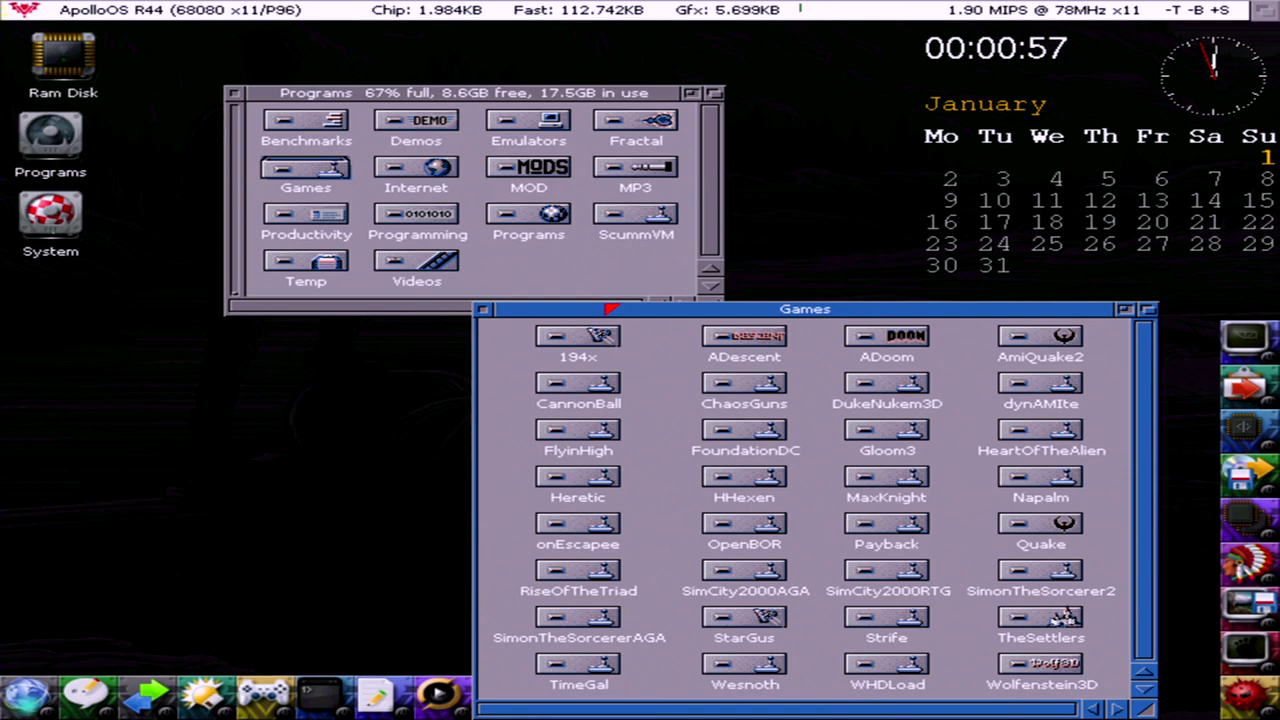 ApolloOS R44 (68080 x11/P96) Chip: 1.984KB Fast: 112.742KB Gfx: 5.699KB 1.90 MIPS @ 78MHz x11 -T -B +S
00:00:57
January
Mo Tu We Th Fr Sa Su
1
2 3 4 5 6 7 8
9 10 11 12 13 14 15
16 17 18 19 20 21 22
23 24 25 26 27 28 29
30 31
Ram Disk
Programs
System
Programs 67% full, 8.6GB free, 17.5GB in use
DEMO
Benchmarks Demos Emulators Fractal
MODS
Games Internet MOD MP3
0101010
Productivity Programming Programs ScummVM
Temp Videos
Games
DESCENT DOOM
194x ADescent ADoom AmiQuake2
CannonBall ChaosGuns DukeNukem3D dynAMIte
FlyinHigh FoundationDC Gloom3 HeartOfTheAlien
Heretic HHexen MaxKnight Napalm
onEscapee OpenBOR Payback Quake
RiseOfTheTriad SimCity2000AGA SimCity2000RTG SimonTheSorcerer2
SimonTheSorcererAGA StarGus Strife TheSettlers
Wolf3D
TimeGal Wesnoth WHDLoad Wolfenstein3D